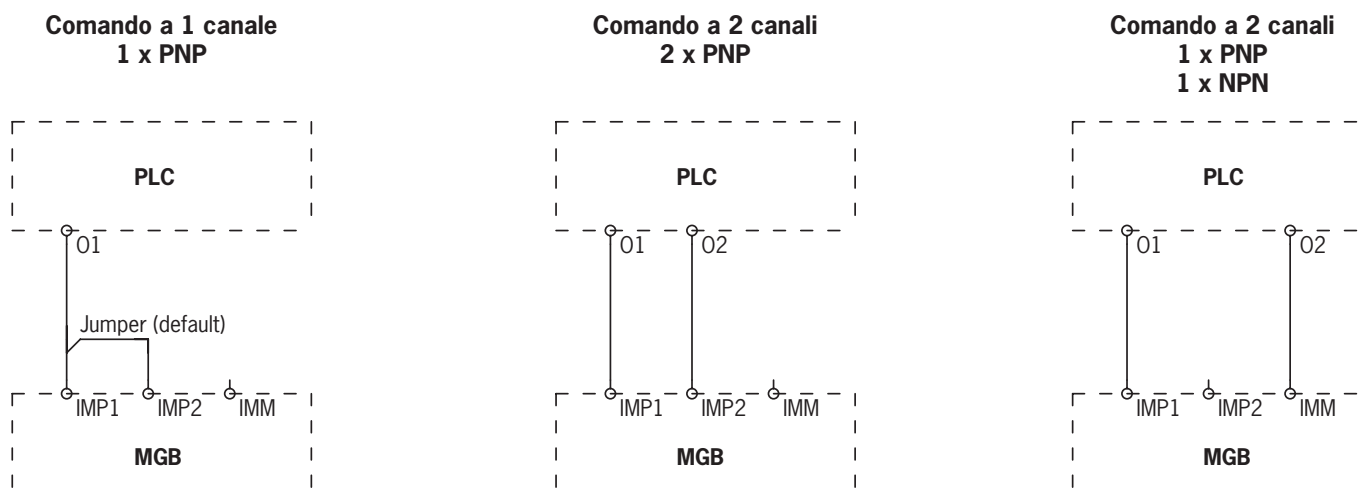 Comando a 1 canale
1 x PNP
PLC
O1
Jumper (default)
IMP1 IMP2 IMM
MGB
Comando a 2 canali
2 x PNP
PLC
O1 O2
IMP1 IMP2 IMM
MGB
Comando a 2 canali
1 x PNP
1 x NPN
PLC
O1 O2
IMP1 IMP2 IMM
MGB